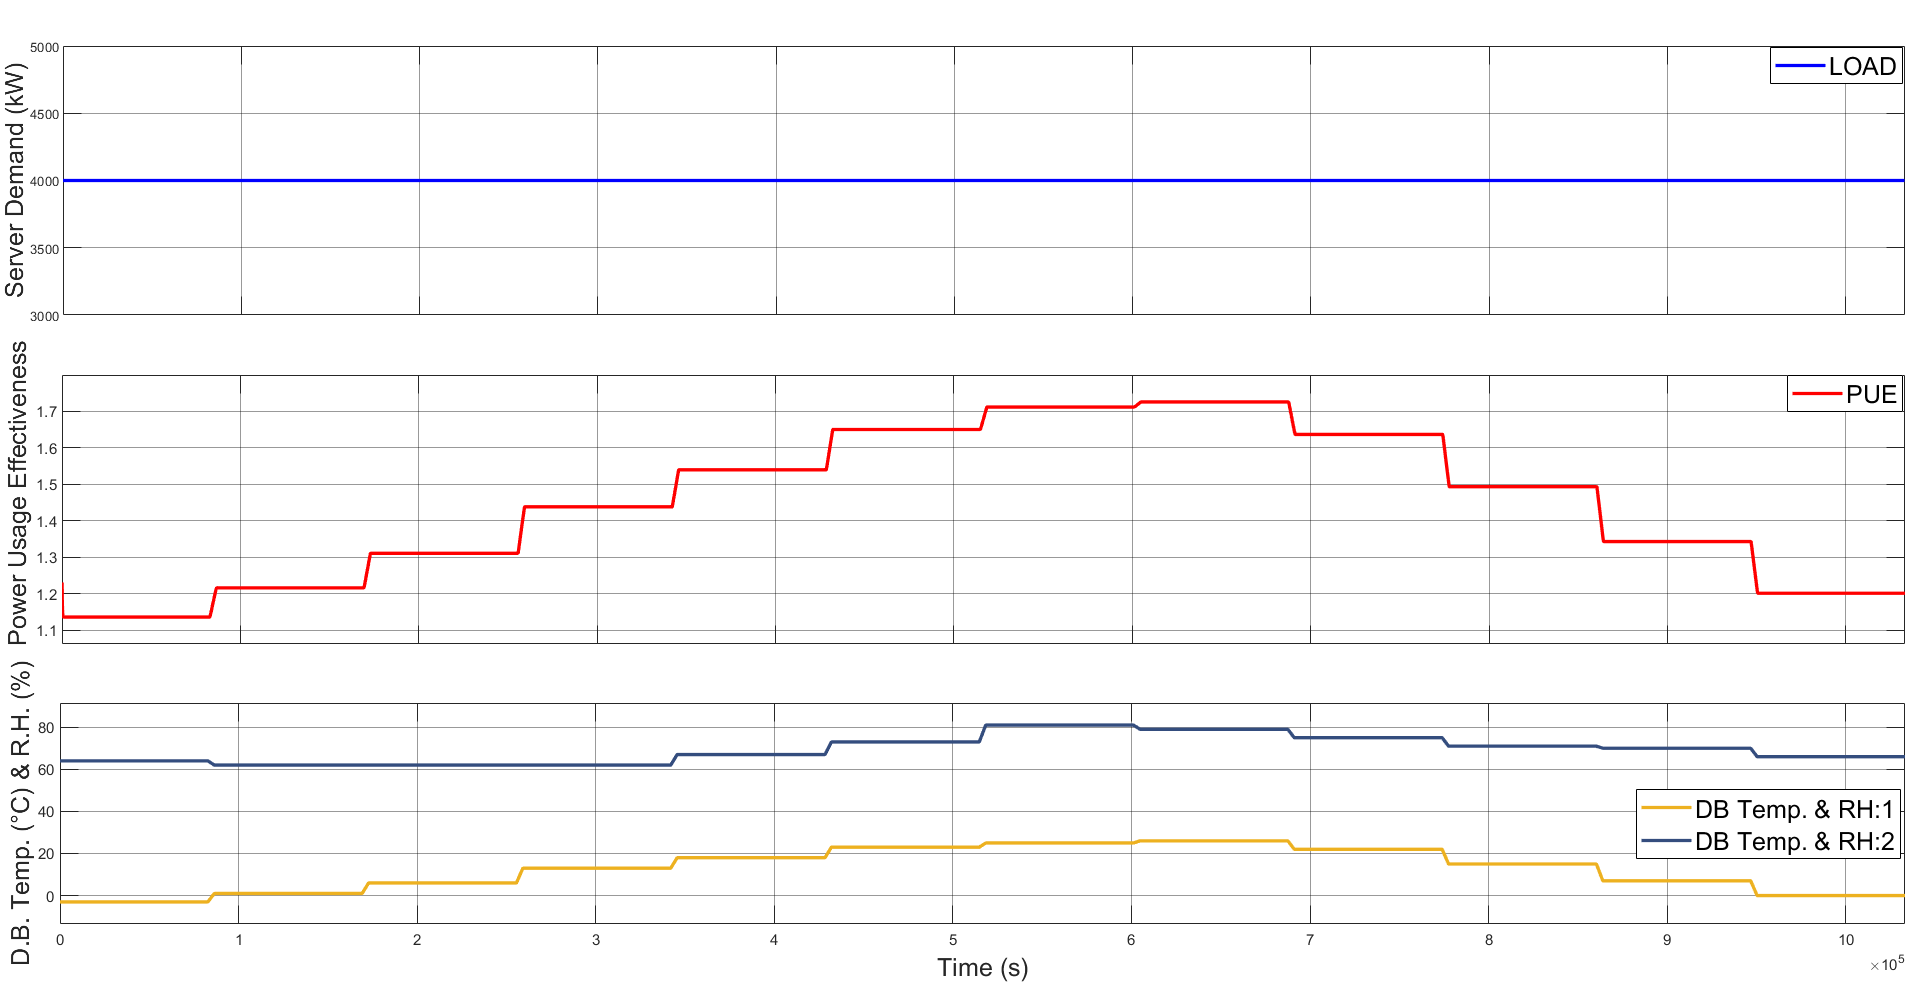 5000
4500
4000
3500
3000
Server Demand (kW)
LOAD
1.7
1.6
1.5
1.4
1.3
1.2
1.1
Power Usage Effectiveness
PUE
80
60
40
20
0
D.B. Temp. (°C) & R.H. (%)
DB Temp. & RH:1
DB Temp. & RH:2
0 1 2 3 4 5 6 7 8 9 10
Time (s)
×10⁵